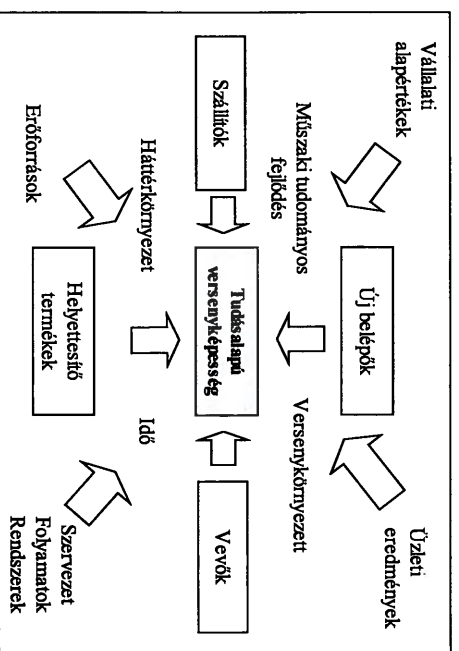 Vállalati
alapértékek
Üzleti
eredmények
Új belépők
Műszaki tudományos
fejlődés
Versenykörnyezett
Szállítók
Tudásalapú
versenyképesség
Vevők
Háttérkörnyezet
Idő
Erőforrások
Helyettesítő
termékek
Szervezet
Folyamatok
Rendszerek